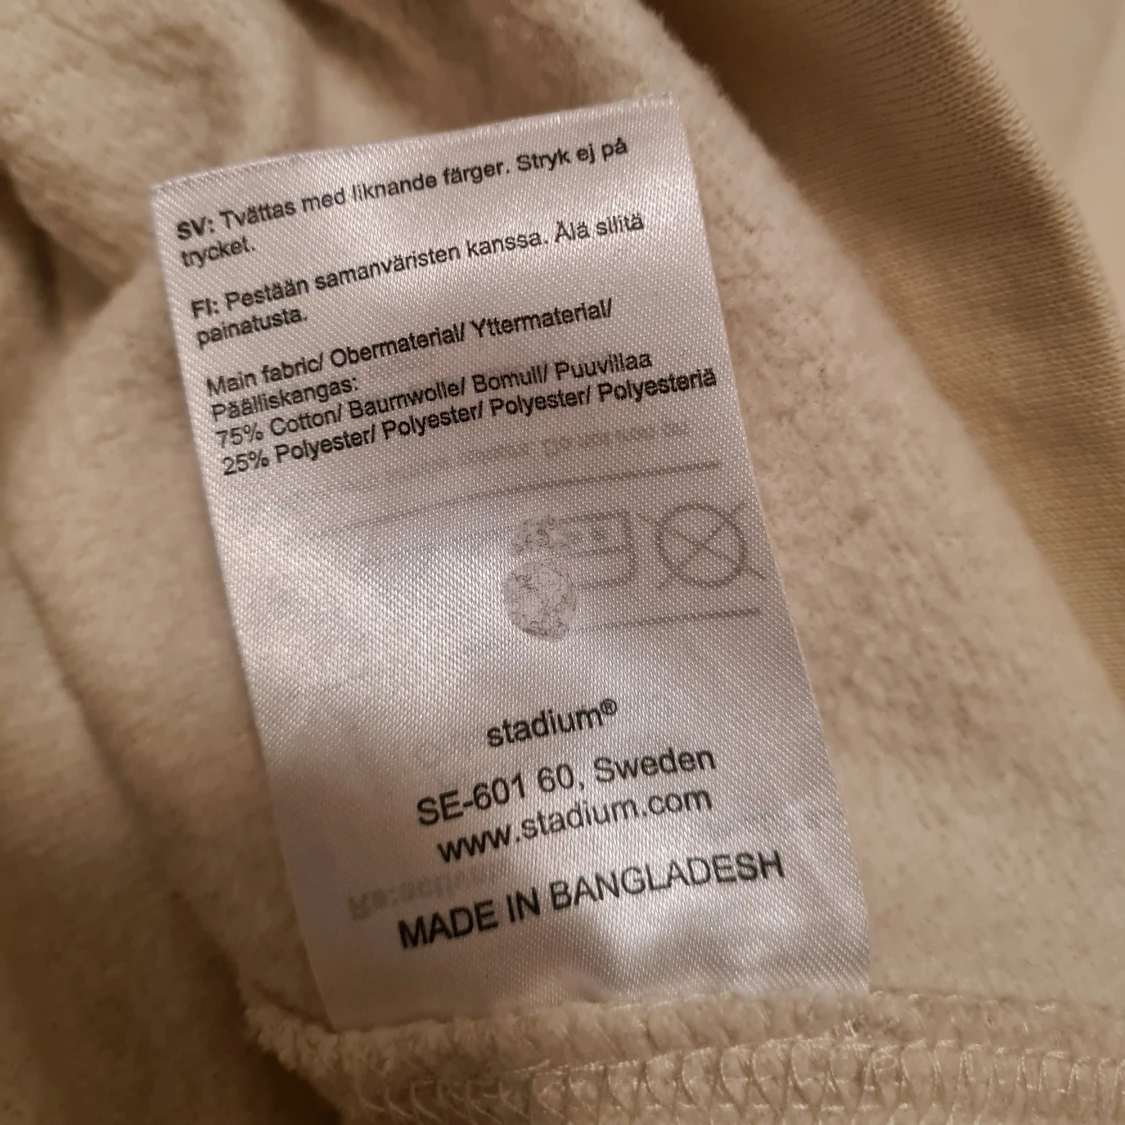 SV: Tvättas med liknande färger. Stryk ej på
trycket.
FI: Pestään samanväristen kanssa. Älä silitä
painatusta.
Main fabric/ Obermaterial/ Yttermaterial/
Päälliskangas:
75% Cotton/ Baumwolle/ Bomull/ Puuvillaa
25% Polyester/ Polyester/ Polyester/ Polyesteriä
stadium®
SE-601 60, Sweden
www.stadium.com
MADE IN BANGLADESH